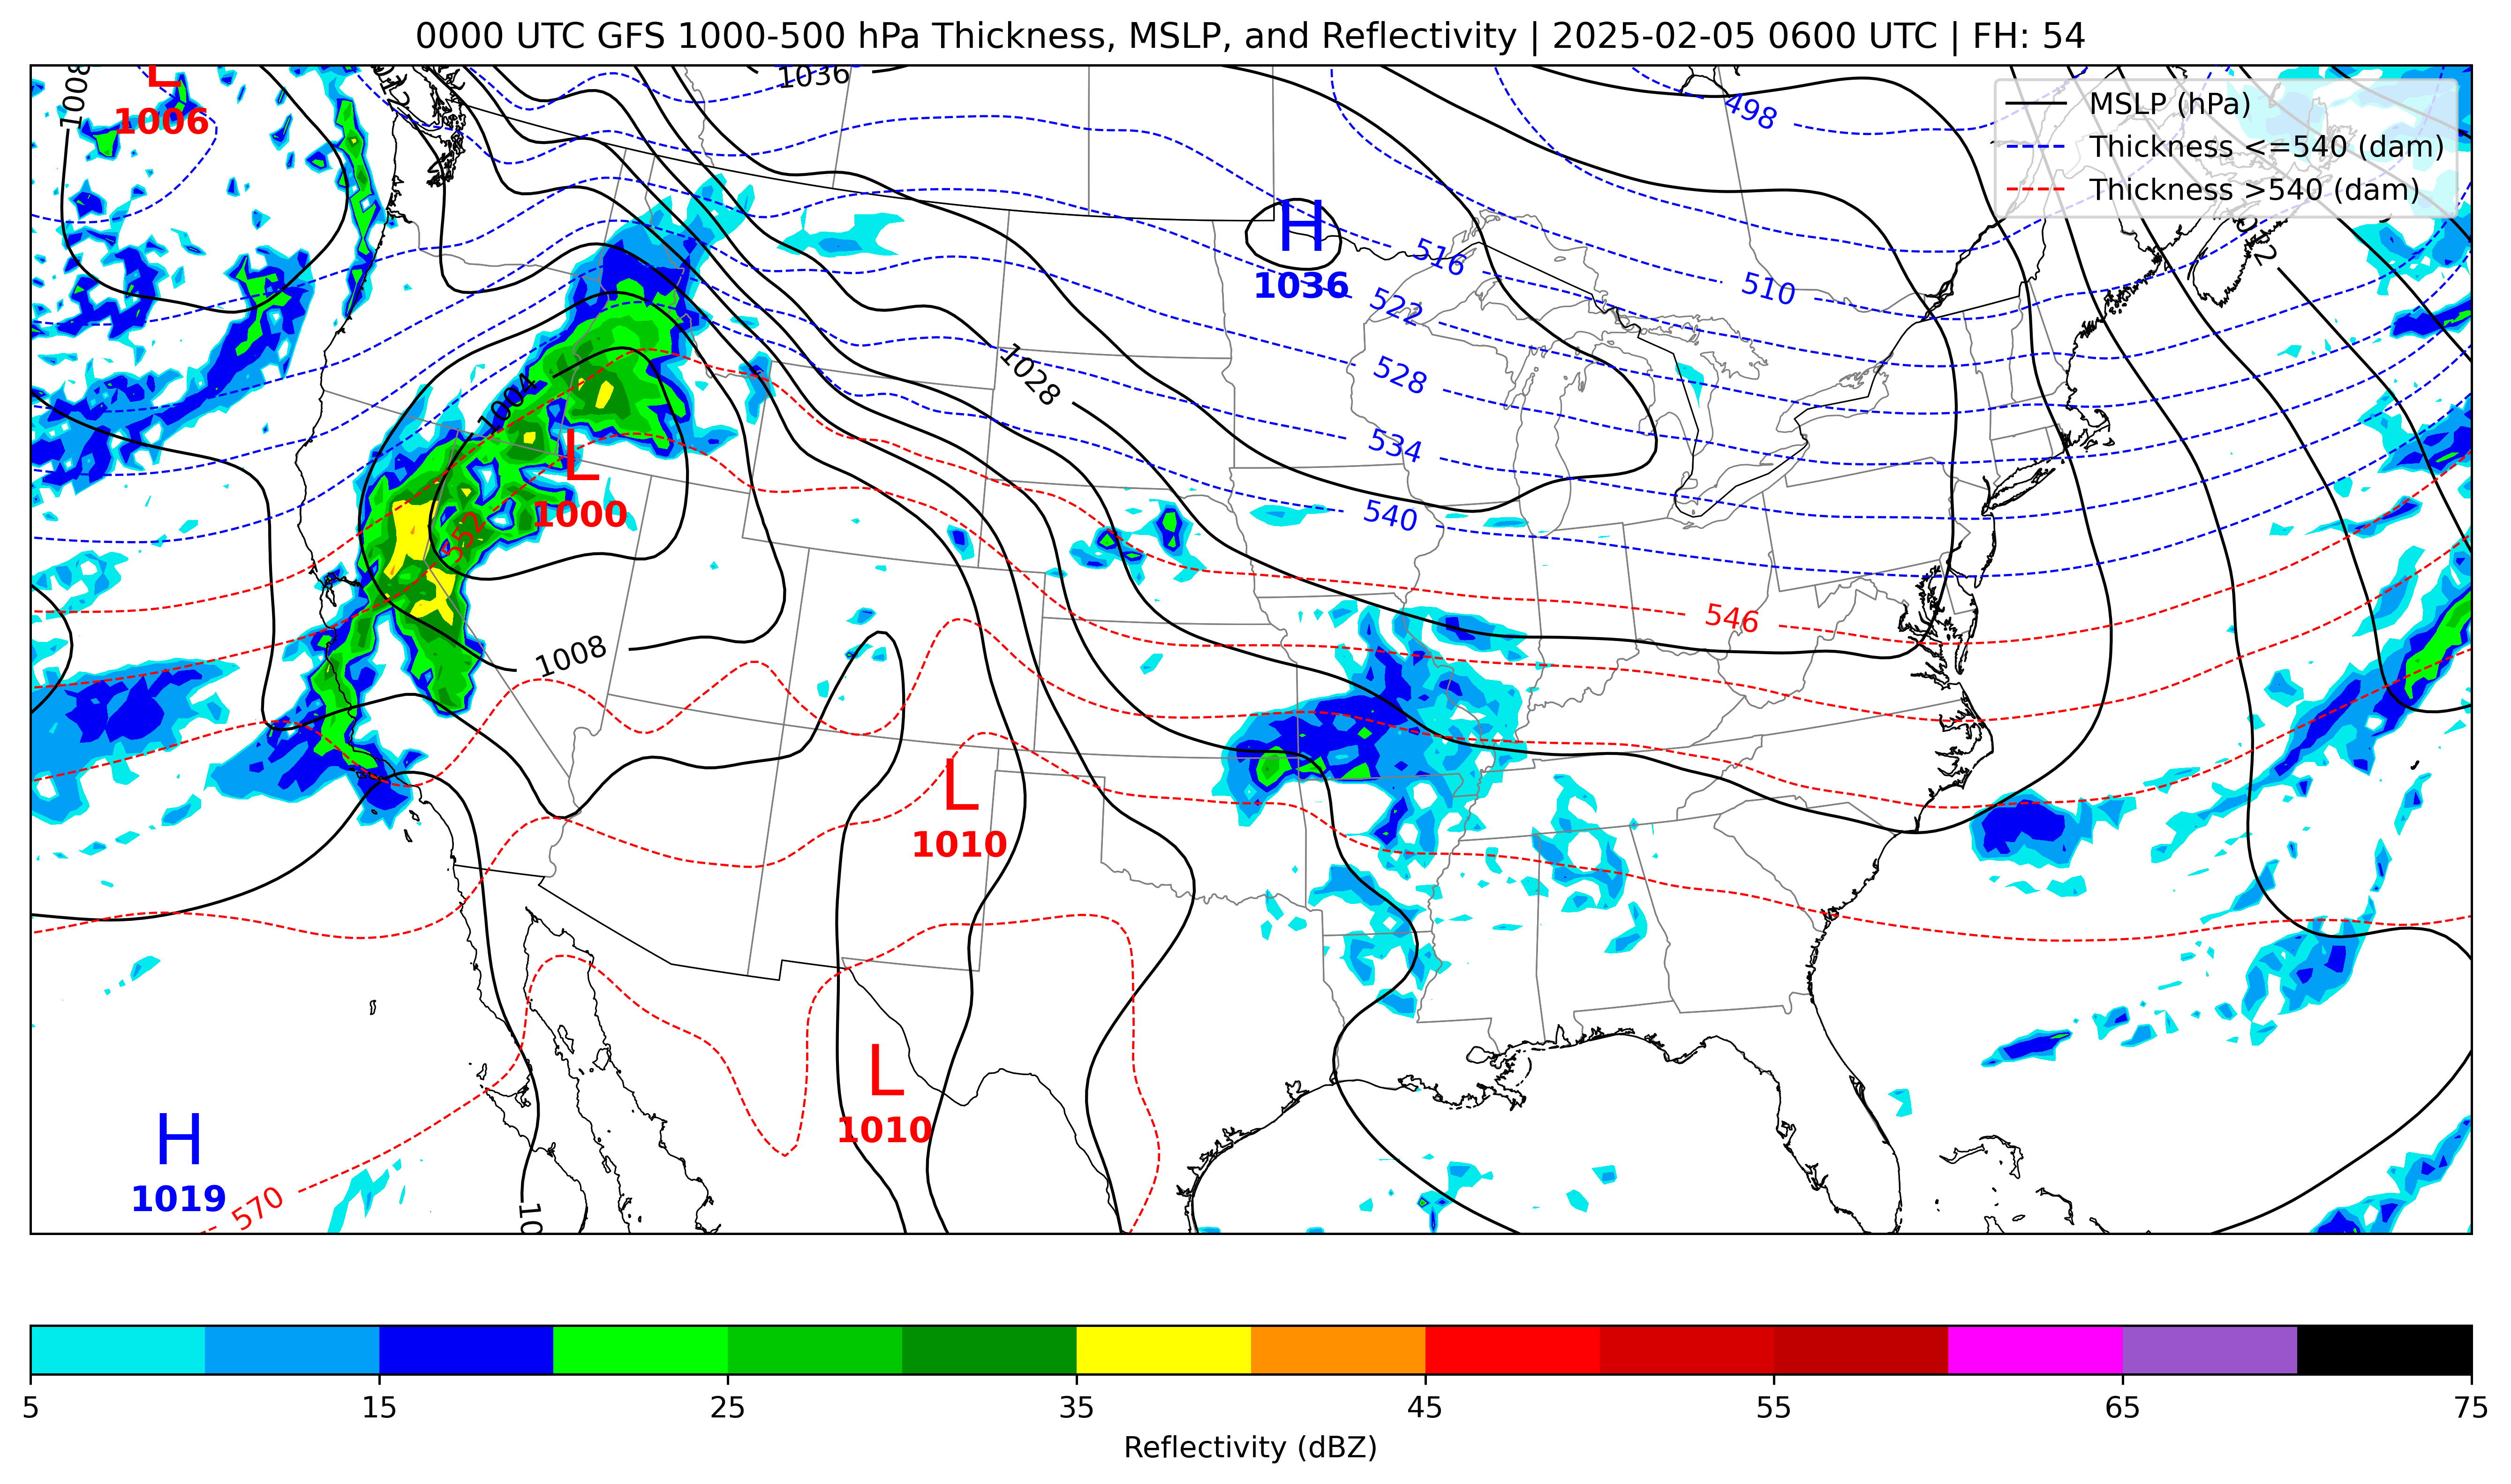 0000 UTC GFS 1000-500 hPa Thickness, MSLP, and Reflectivity | 2025-02-05 0600 UTC | FH: 54
MSLP (hPa)
Thickness <=540 (dam)
Thickness >540 (dam)
1008
L
1006
1036
498
H
1036
516
510
522
528
534
540
1028
1004
L
1000
552
546
1008
L
1010
L
1010
H
1019
570
10
5 15 25 35 45 55 65 75
Reflectivity (dBZ)